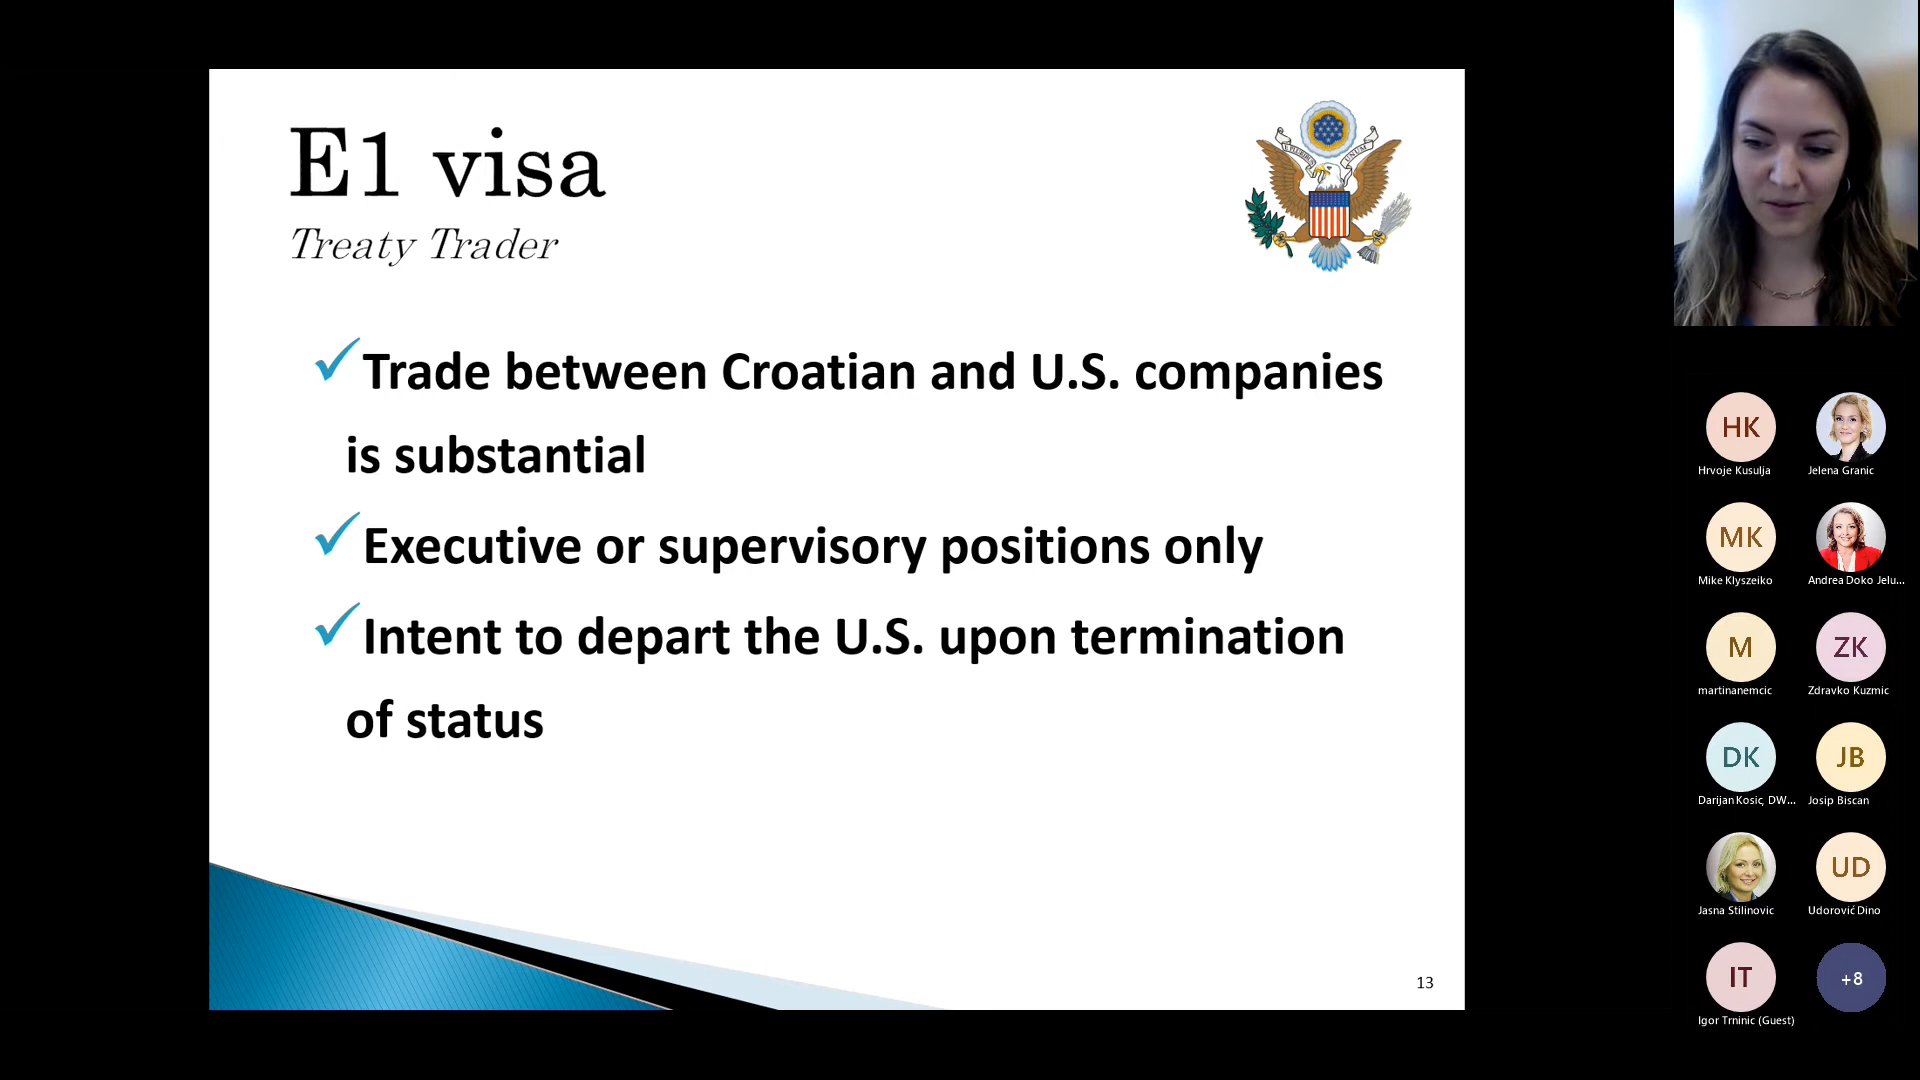 E1 visa
Treaty Trader
E PLURIBUS UNUM
Trade between Croatian and U.S. companies
is substantial
Executive or supervisory positions only
Intent to depart the U.S. upon termination
of status
13
HK
Hrvoje Kusulja
Jelena Granic
MK
Mike Klyszeiko
Andrea Doko Jelu...
M
martinanemcic
ZK
Zdravko Kuzmic
DK
Darijan Kosic, DW...
JB
Josip Biscan
Jasna Stilinovic
UD
Udorović Dino
IT
Igor Trninic (Guest)
+8